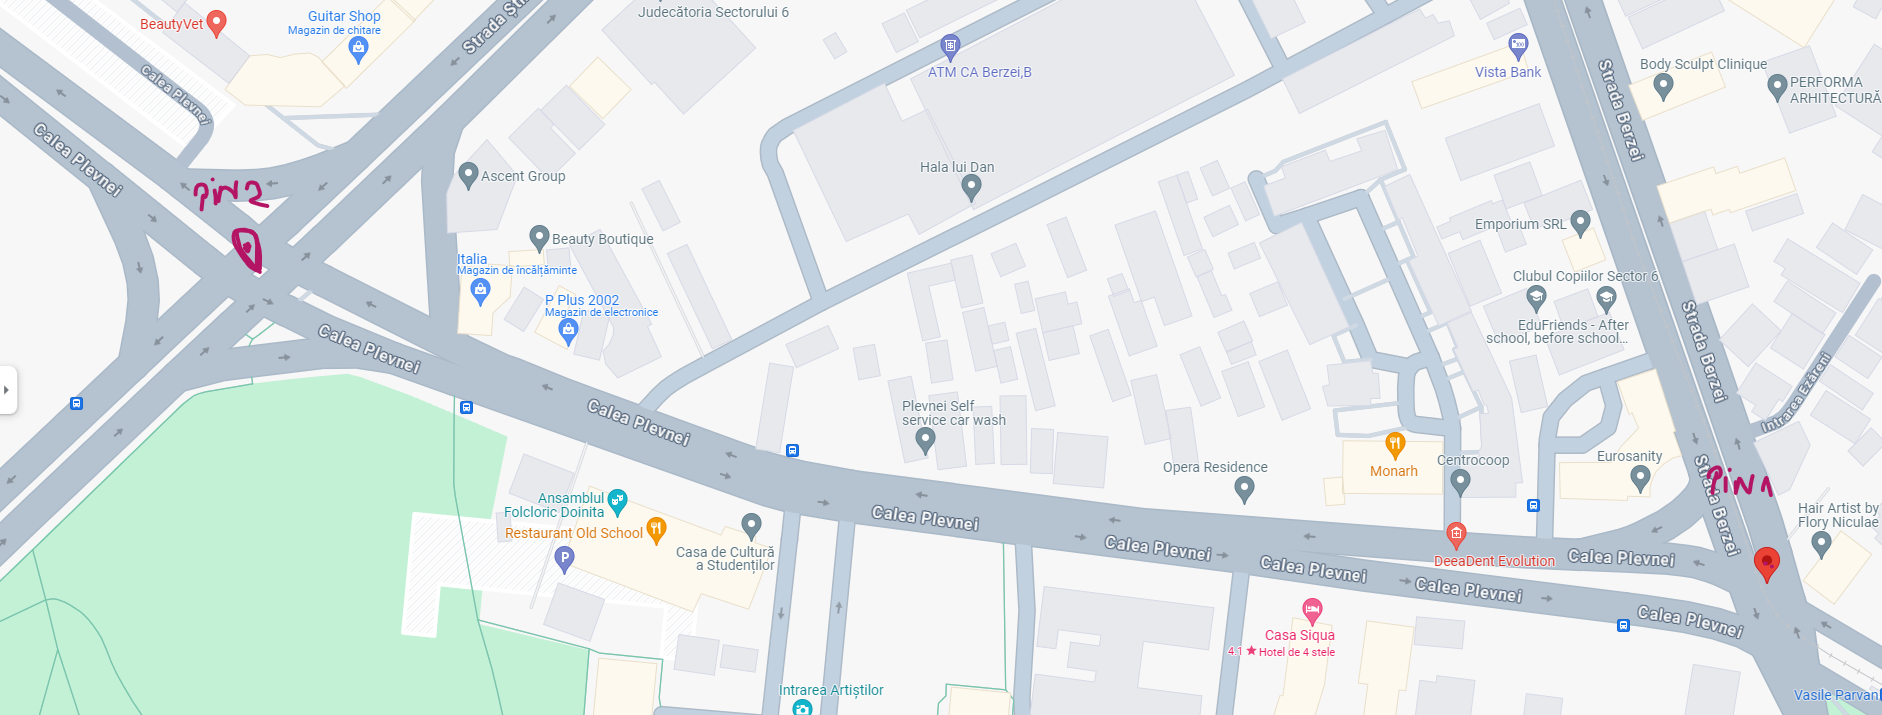 Judecătoria Sectorului 6
BeautyVet
Guitar Shop
Magazin de chitare
Strada Ști
ATM CA Berzei,B
Vista Bank
Body Sculpt Clinique
PERFORMA
ARHITECTURĂ
Strada Berzei
Calea Plevnei
Calea Plevnei
Pin 2
Ascent Group
Hala lui Dan
Beauty Boutique
Emporium SRL
Italia
Magazin de încălțăminte
P Plus 2002
Magazin de electronice
Clubul Copiilor Sector 6
EduFriends - After
school, before school...
Strada Berzei
Intrarea Ezăreni
Calea Plevnei
Calea Plevnei
Plevnei Self
service car wash
Opera Residence
Monarh
Centrocoop
Eurosanity
Strada Berzei
Pin 1
Hair Artist by
Flory Niculae
Ansamblul
Folcloric Doinita
Restaurant Old School
P
Casa de Cultură
a Studenților
Calea Plevnei
Calea Plevnei
Calea Plevnei
Calea Plevnei
Calea Plevnei
Calea Plevnei
DeeaDent Evolution
Casa Siqua
4.1 ★ Hotel de 4 stele
Intrarea Artiștilor
Vasile Parvan